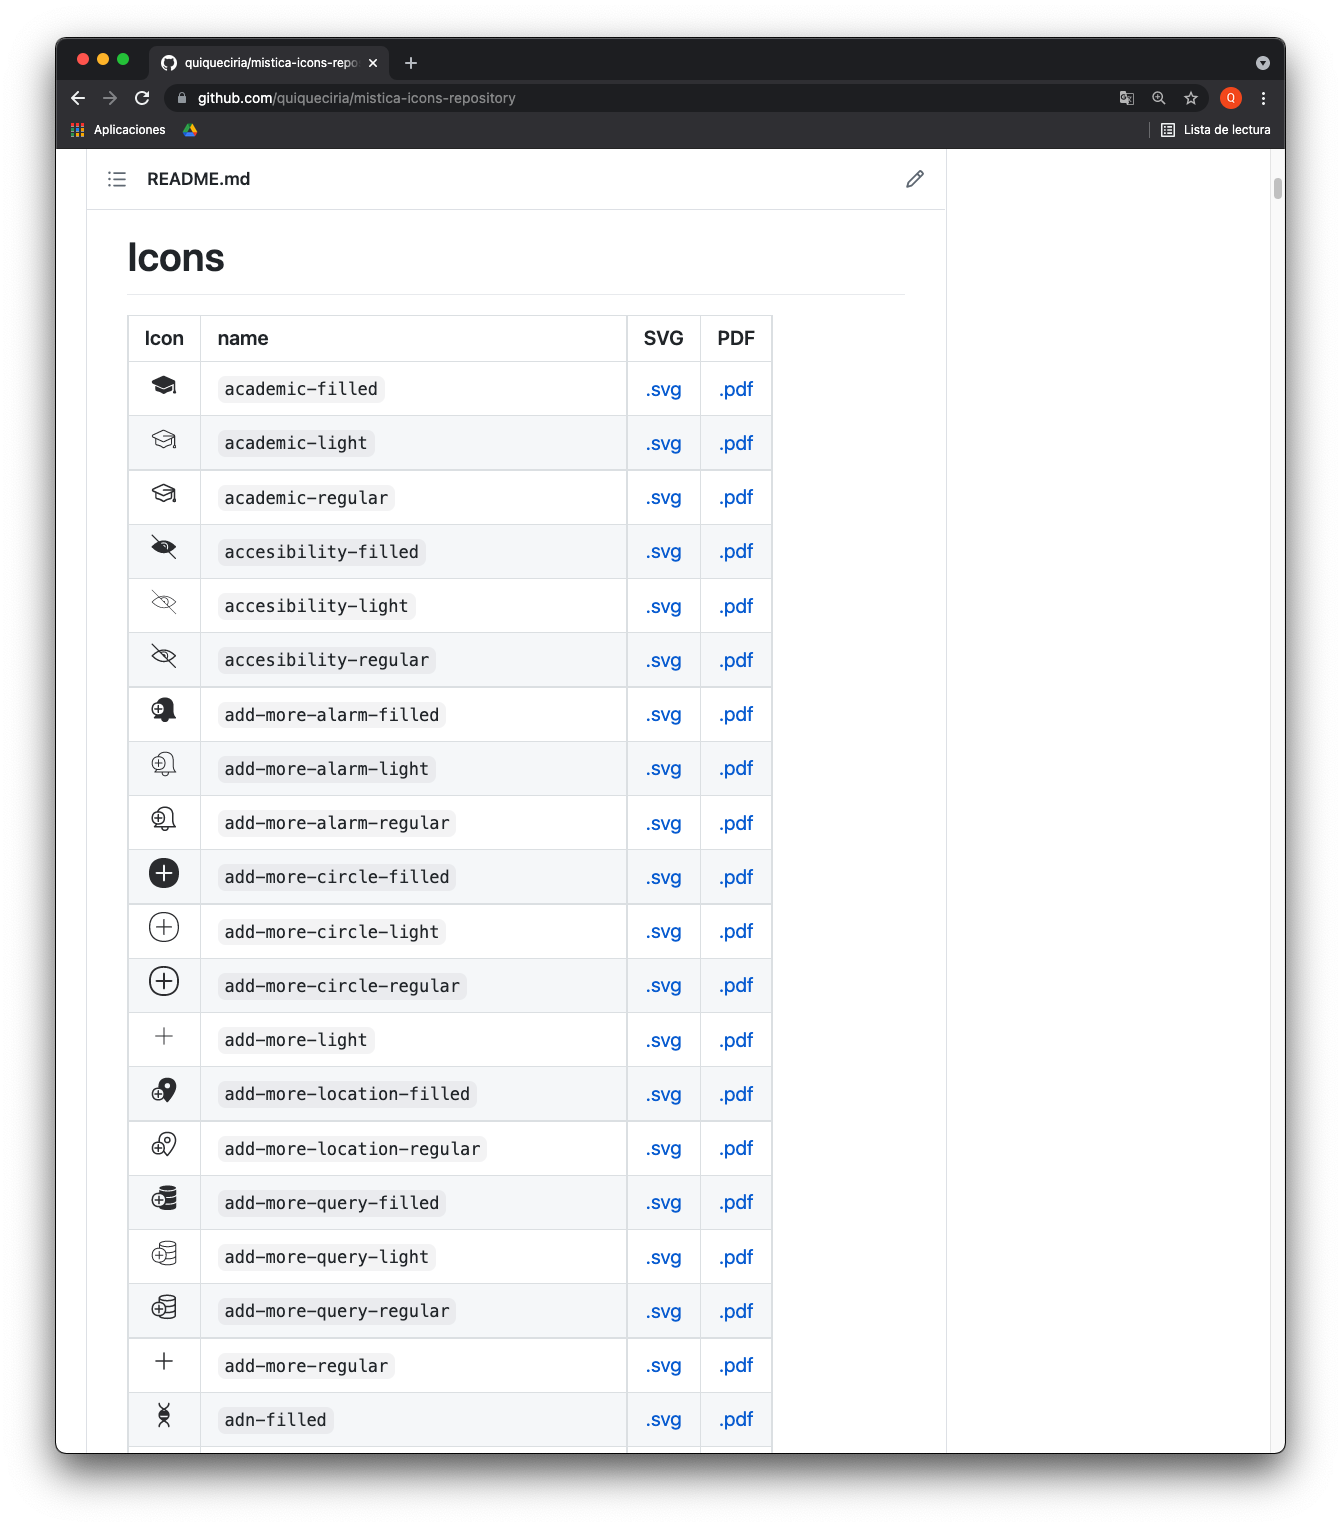 quiqueciria/mistica-icons-repo
github.com/quiqueciria/mistica-icons-repository
Q
Aplicaciones
Lista de lectura
README.md
Icons
Icon name SVG PDF
academic-filled .svg .pdf
academic-light .svg .pdf
academic-regular .svg .pdf
accesibility-filled .svg .pdf
accesibility-light .svg .pdf
accesibility-regular .svg .pdf
add-more-alarm-filled .svg .pdf
add-more-alarm-light .svg .pdf
add-more-alarm-regular .svg .pdf
add-more-circle-filled .svg .pdf
add-more-circle-light .svg .pdf
add-more-circle-regular .svg .pdf
add-more-light .svg .pdf
add-more-location-filled .svg .pdf
add-more-location-regular .svg .pdf
add-more-query-filled .svg .pdf
add-more-query-light .svg .pdf
add-more-query-regular .svg .pdf
add-more-regular .svg .pdf
adn-filled .svg .pdf